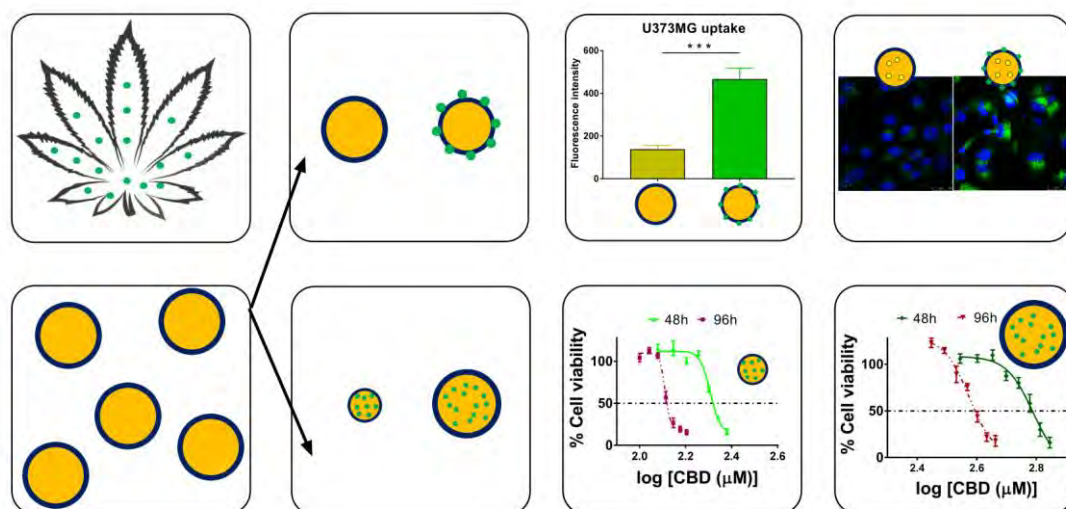 U373MG uptake
***
Fluorescence intensity
600
400
200
0
48h 96h
% Cell viability
100
50
0
2.0 2.2 2.4 2.6
log [CBD (μM)]
48h 96h
% Cell viability
100
50
0
2.4 2.6 2.8
log [CBD (μM)]